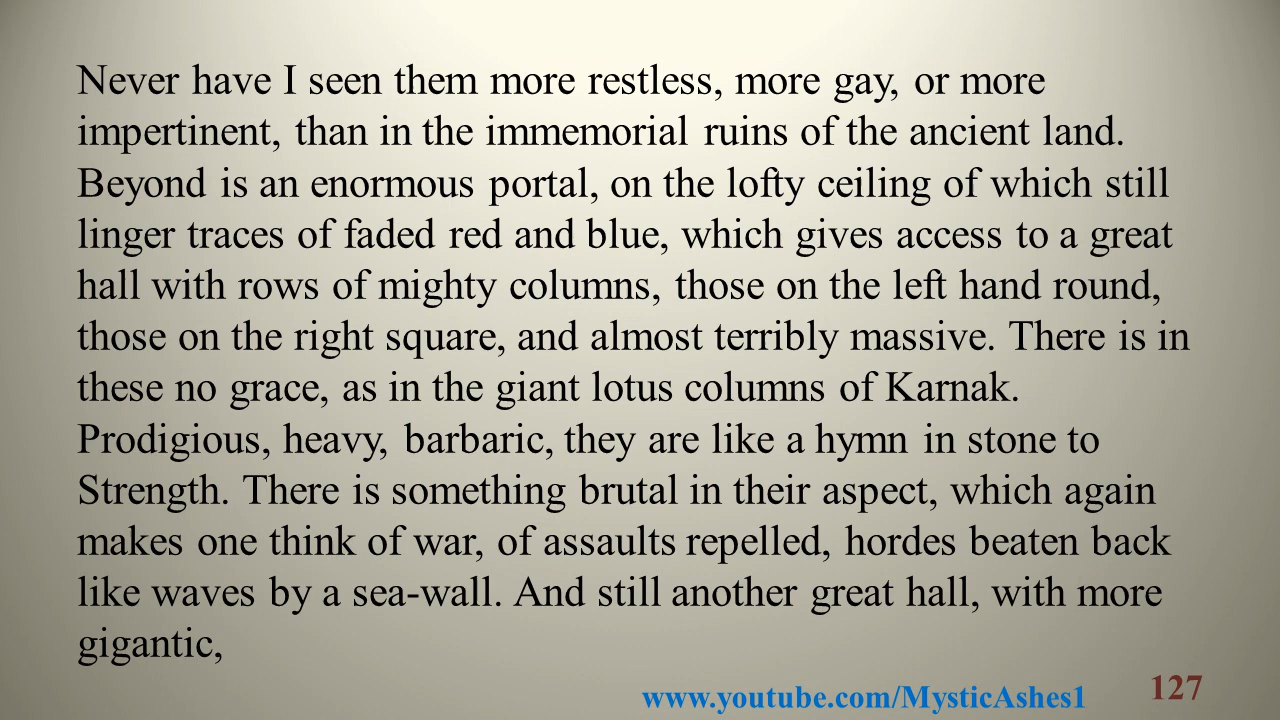 Never have I seen them more restless, more gay, or more
impertinent, than in the immemorial ruins of the ancient land.
Beyond is an enormous portal, on the lofty ceiling of which still
linger traces of faded red and blue, which gives access to a great
hall with rows of mighty columns, those on the left hand round,
those on the right square, and almost terribly massive. There is in
these no grace, as in the giant lotus columns of Karnak.
Prodigious, heavy, barbaric, they are like a hymn in stone to
Strength. There is something brutal in their aspect, which again
makes one think of war, of assaults repelled, hordes beaten back
like waves by a sea-wall. And still another great hall, with more
gigantic,
www.youtube.com/MysticAshes1
127